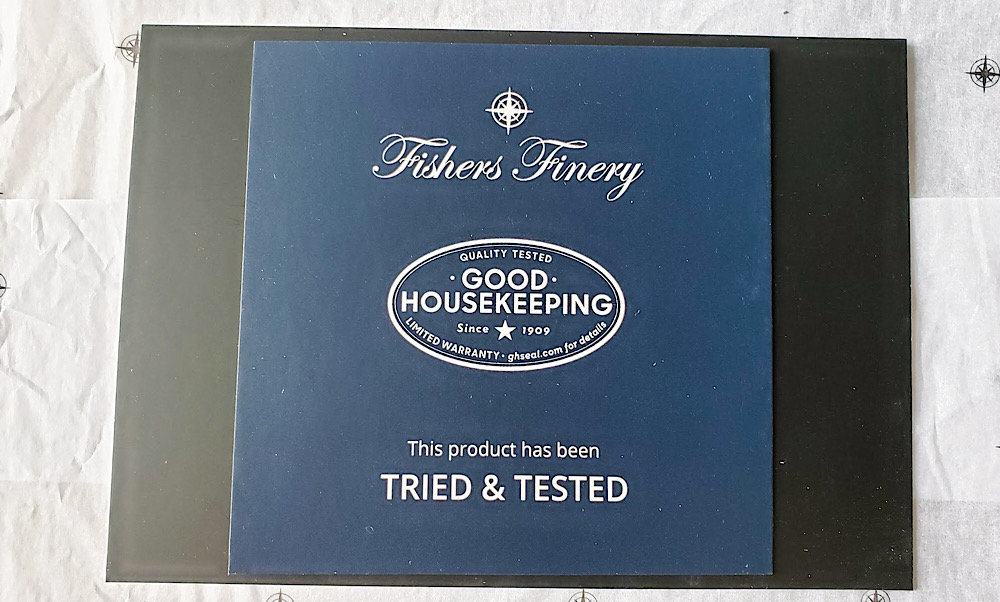 Fishers Finery
QUALITY TESTED
· GOOD ·
HOUSEKEEPING
Since ★ 1909
LIMITED WARRANTY · ghseal.com for details
This product has been
TRIED & TESTED